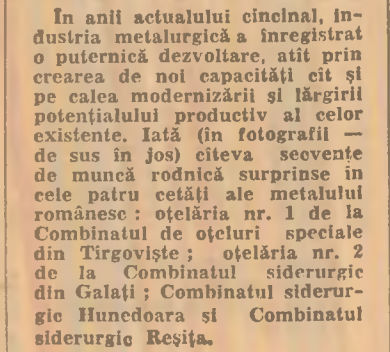 În anii actualului cincinal, in-
dustria metalurgică a înregistrat
o puternică dezvoltare, atît prin
crearea de noi capacități cît și
pe calea modernizării și lărgirii
potențialului productiv al celor
existente. Iată (în fotografii —
de sus în jos) cîteva secvențe
de muncă rodnică surprinse în
cele patru cetăți ale metalului
românesc : oțelăria nr. 1 de la
Combinatul de oțeluri speciale
din Tîrgoviște ; oțelăria nr. 2
de la Combinatul siderurgic
din Galați ; Combinatul siderur-
gic Hunedoara și Combinatul
siderurgic Reșița.